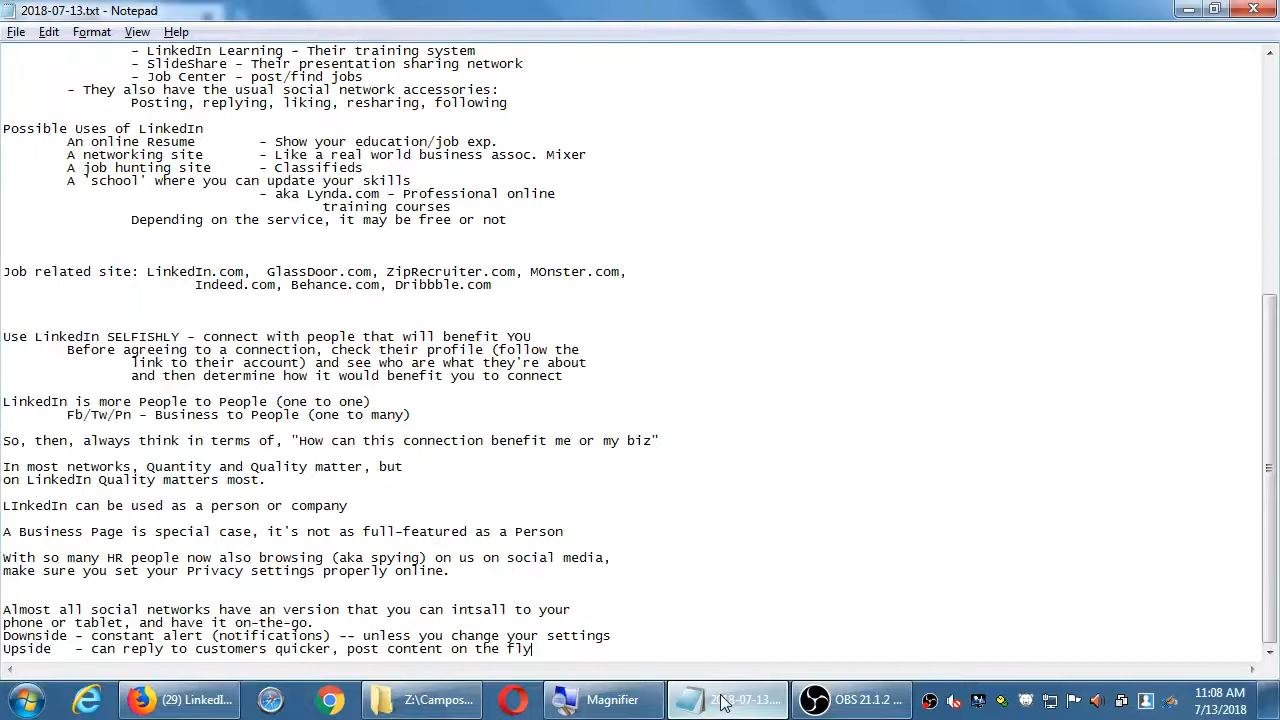 2018-07-13.txt - Notepad
File Edit Format View Help
- LinkedIn Learning - Their training system
- SlideShare - Their presentation sharing network
- Job Center - post/find jobs
- They also have the usual social network accessories:
Posting, replying, liking, resharing, following
Possible Uses of LinkedIn
An online Resume - Show your education/job exp.
A networking site - Like a real world business assoc. Mixer
A job hunting site - Classifieds
A 'school' where you can update your skills
- aka Lynda.com - Professional online
training courses
Depending on the service, it may be free or not
Job related site: LinkedIn.com, GlassDoor.com, ZipRecruiter.com, MOnster.com,
Indeed.com, Behance.com, Dribbble.com
Use LinkedIn SELFISHLY - connect with people that will benefit YOU
Before agreeing to a connection, check their profile (follow the
link to their account) and see who are what they're about
and then determine how it would benefit you to connect
LinkedIn is more People to People (one to one)
Fb/Tw/Pn - Business to People (one to many)
So, then, always think in terms of, "How can this connection benefit me or my biz"
In most networks, Quantity and Quality matter, but
on LinkedIn Quality matters most.
LInkedIn can be used as a person or company
A Business Page is special case, it's not as full-featured as a Person
With so many HR people now also browsing (aka spying) on us on social media,
make sure you set your Privacy settings properly online.
Almost all social networks have an version that you can intsall to your
phone or tablet, and have it on-the-go.
Downside - constant alert (notifications) -- unless you change your settings
Upside - can reply to customers quicker, post content on the fly
(29) LinkedI... Z:\Campos... Magnifier 2018-07-13.... OBS 21.1.2 ... 11:08 AM
7/13/2018